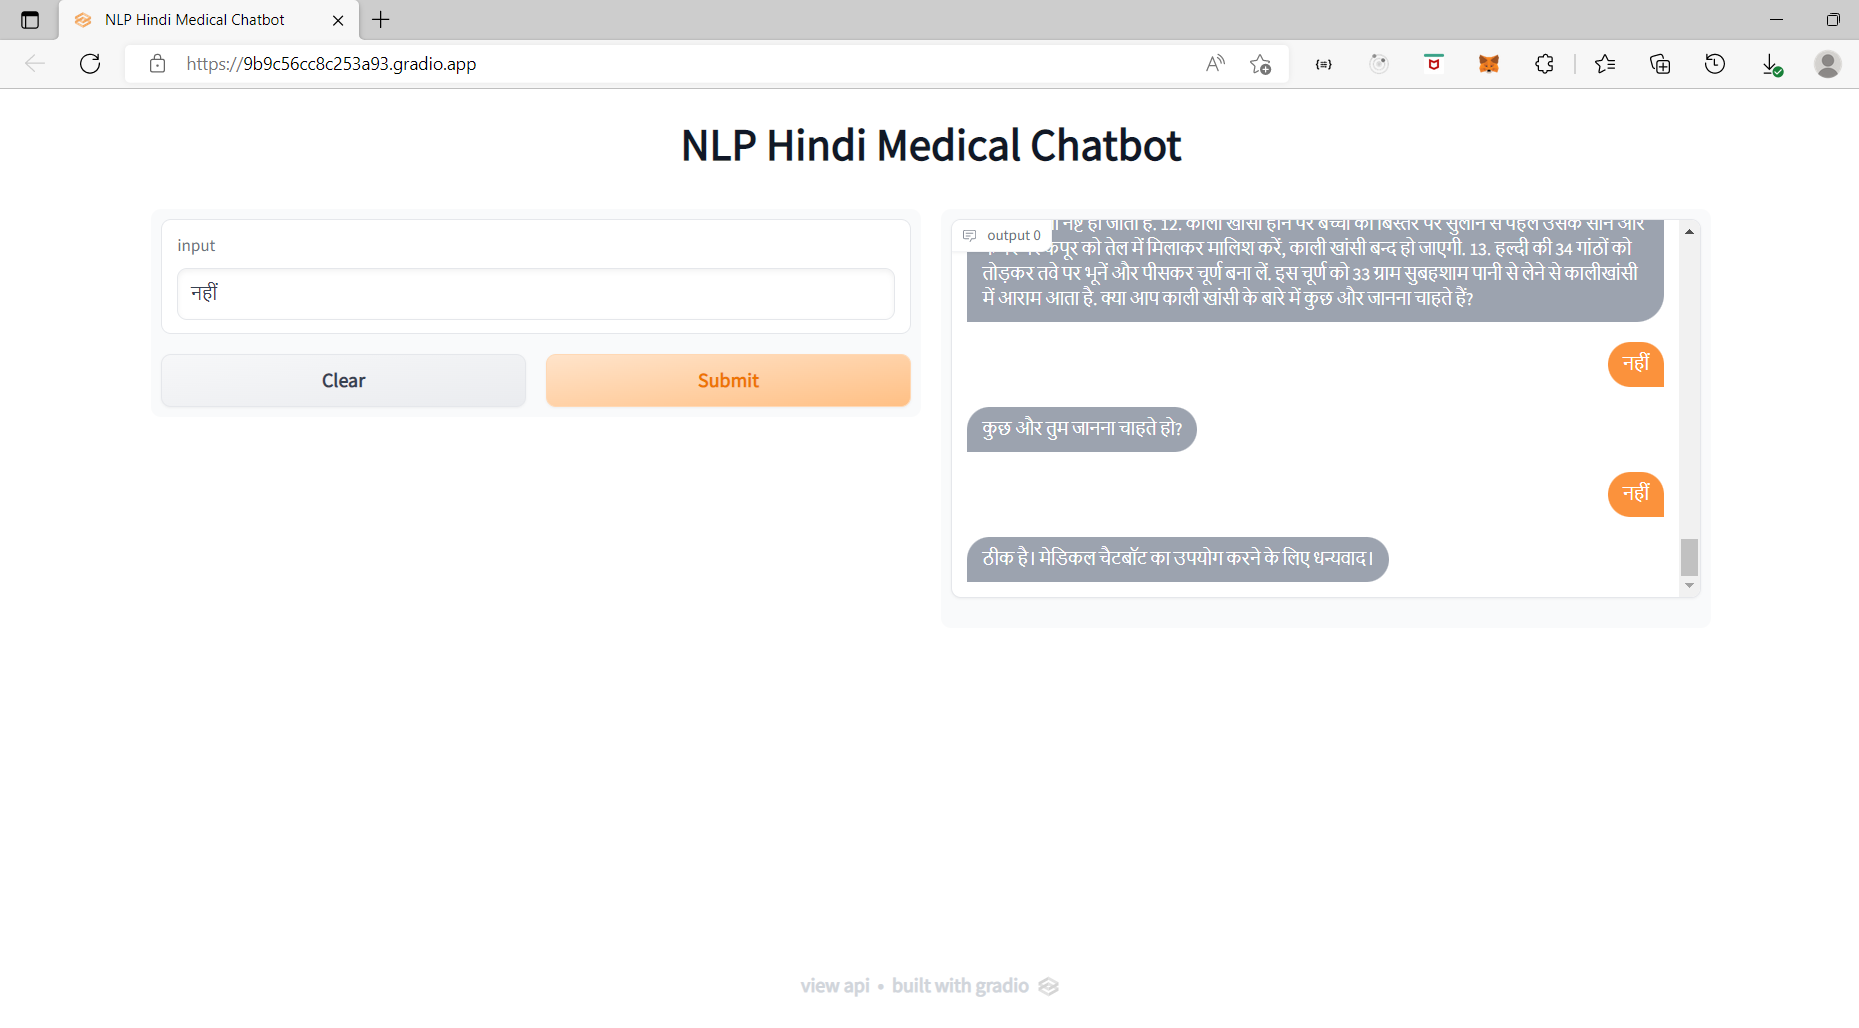 NLP Hindi Medical Chatbot
https://9b9c56cc8c253a93.gradio.app
NLP Hindi Medical Chatbot
input
नहीं
Clear
Submit
output 0
नष्ट हो जाता है. 12. काली खांसी होने पर बच्चों को बिस्तर पर सुलाने से पहले उसके सीने और
कपूर को तेल में मिलाकर मालिश करें, काली खांसी बन्द हो जाएगी. 13. हल्दी की 34 गांठों को
तोड़कर तवे पर भूनें और पीसकर चूर्ण बना लें. इस चूर्ण को 33 ग्राम सुबहशाम पानी से लेने से कालीखांसी
में आराम आता है. क्या आप काली खांसी के बारे में कुछ और जानना चाहते हैं?
नहीं
कुछ और तुम जानना चाहते हो?
नहीं
ठीक है। मेडिकल चैटबॉट का उपयोग करने के लिए धन्यवाद।
view api • built with gradio